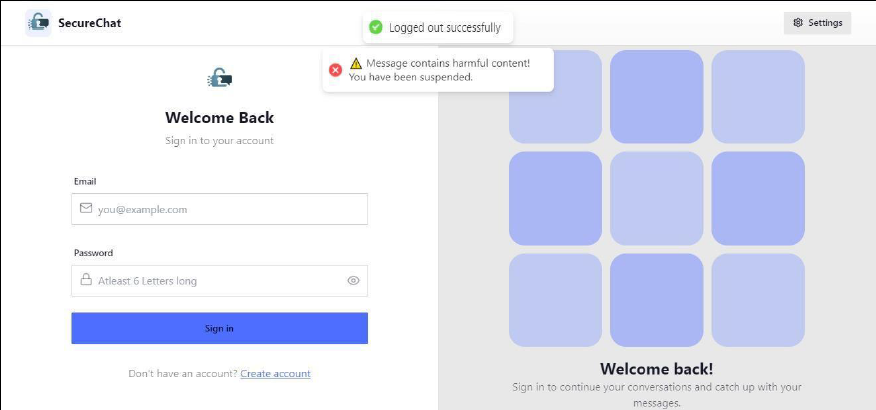 SecureChat
Logged out successfully
Settings
⚠ Message contains harmful content!
You have been suspended.
Welcome Back
Sign in to your account
Email
you@example.com
Password
Atleast 6 Letters long
Sign in
Don't have an account? Create account
Welcome back!
Sign in to continue your conversations and catch up with your
messages.